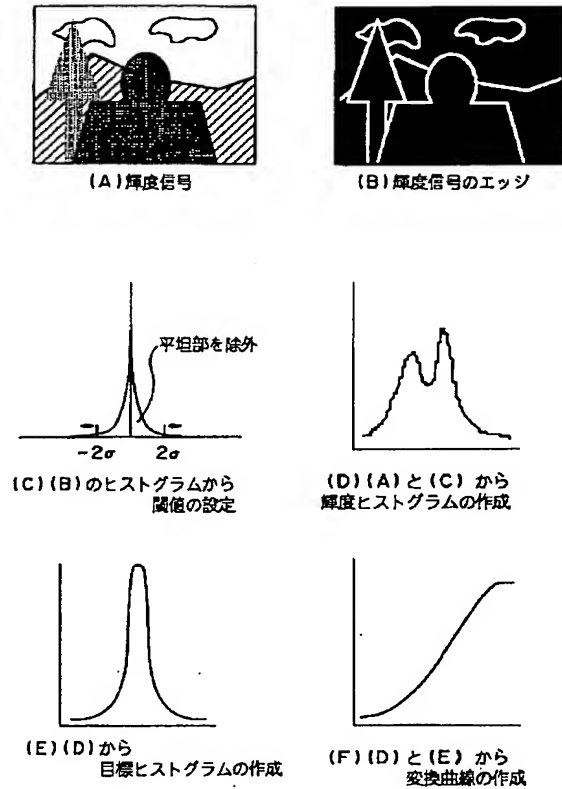 (A)輝度信号
(B)輝度信号のエッジ
平坦部を除外
-2σ 2σ
(C)(B)のヒストグラムから
閾値の設定
(D)(A)と(C)から
輝度ヒストグラムの作成
(E)(D)から
目標ヒストグラムの作成
(F)(D)と(E)から
変換曲線の作成